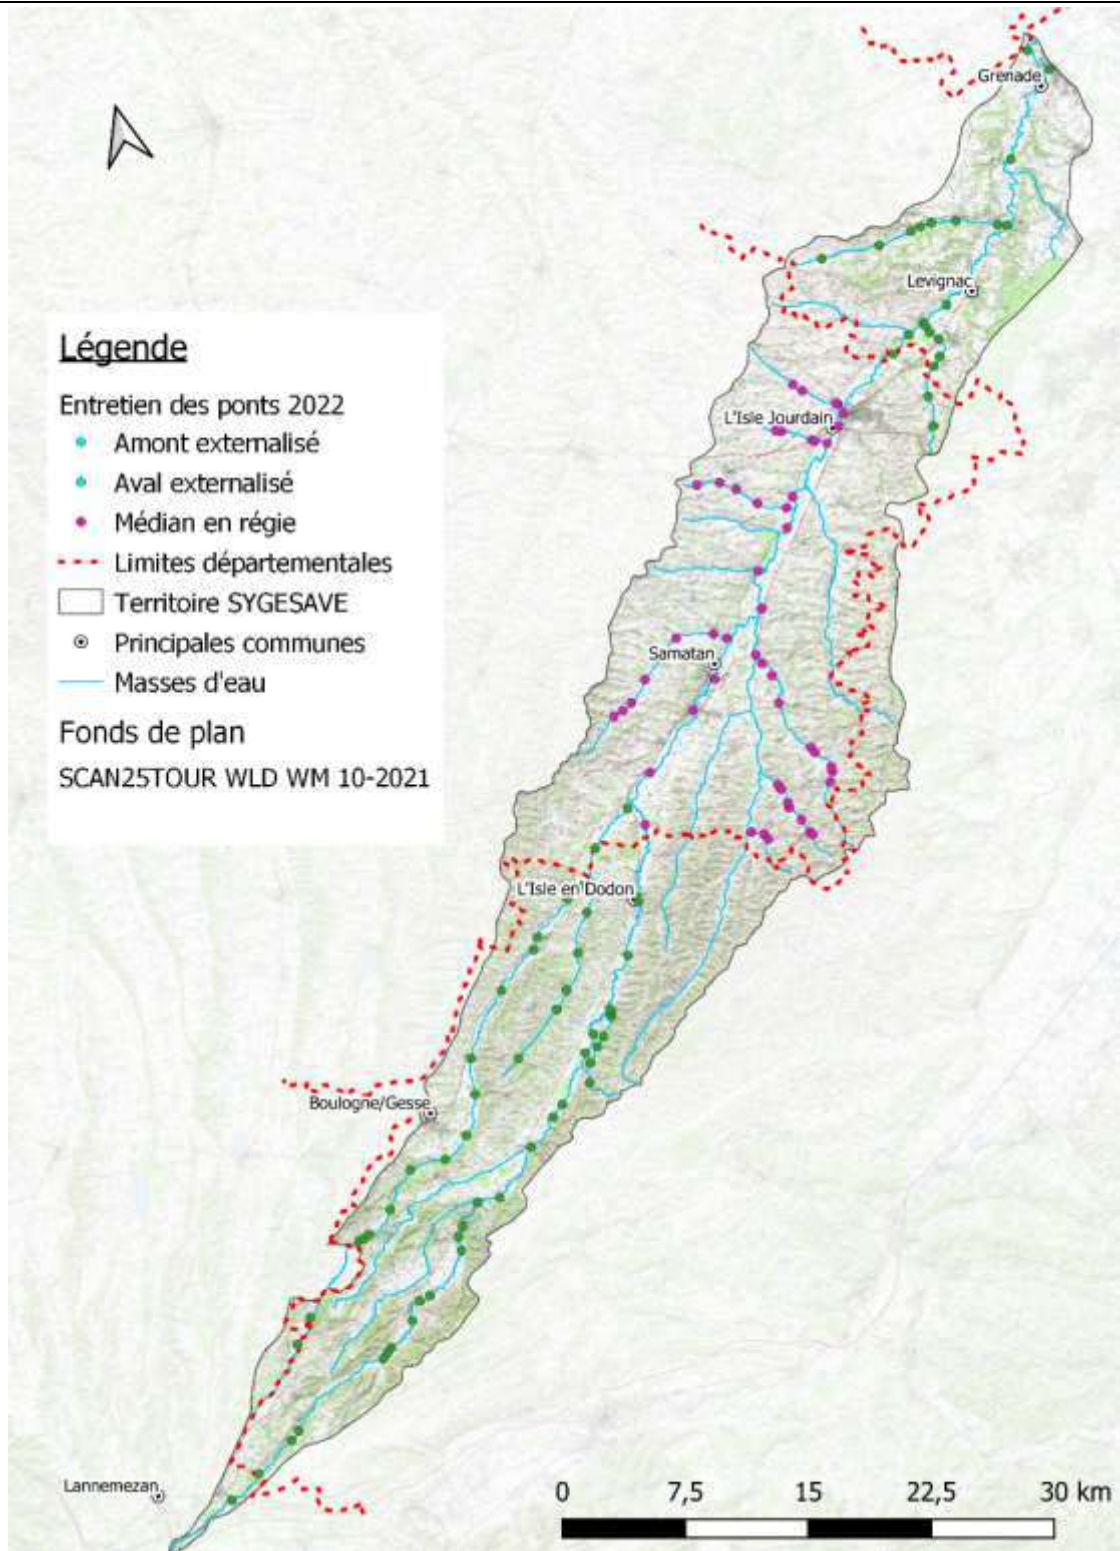 Grenade
Levignac
L'Isle Jourdain
Samatan
L'Isle en Dodon
Boulogne/Gesse
Lannemezan
Légende
Entretien des ponts 2022
Amont externalisé
Aval externalisé
Médian en régie
Limites départementales
Territoire SYGESAVE
Principales communes
Masses d'eau
Fonds de plan
SCAN25TOUR WLD WM 10-2021
0 7,5 15 22,5 30 km